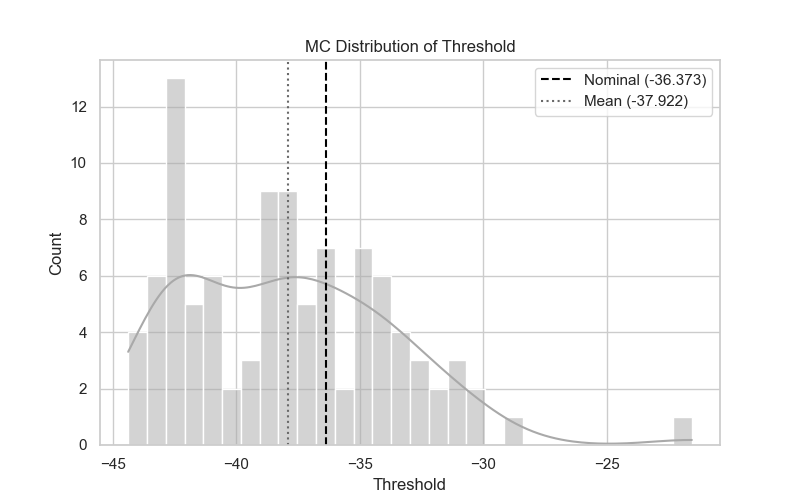 MC Distribution of Threshold
Nominal (-36.373)
Mean (-37.922)
Count
12
10
8
6
4
2
0
−45
−40
−35
−30
−25
Threshold